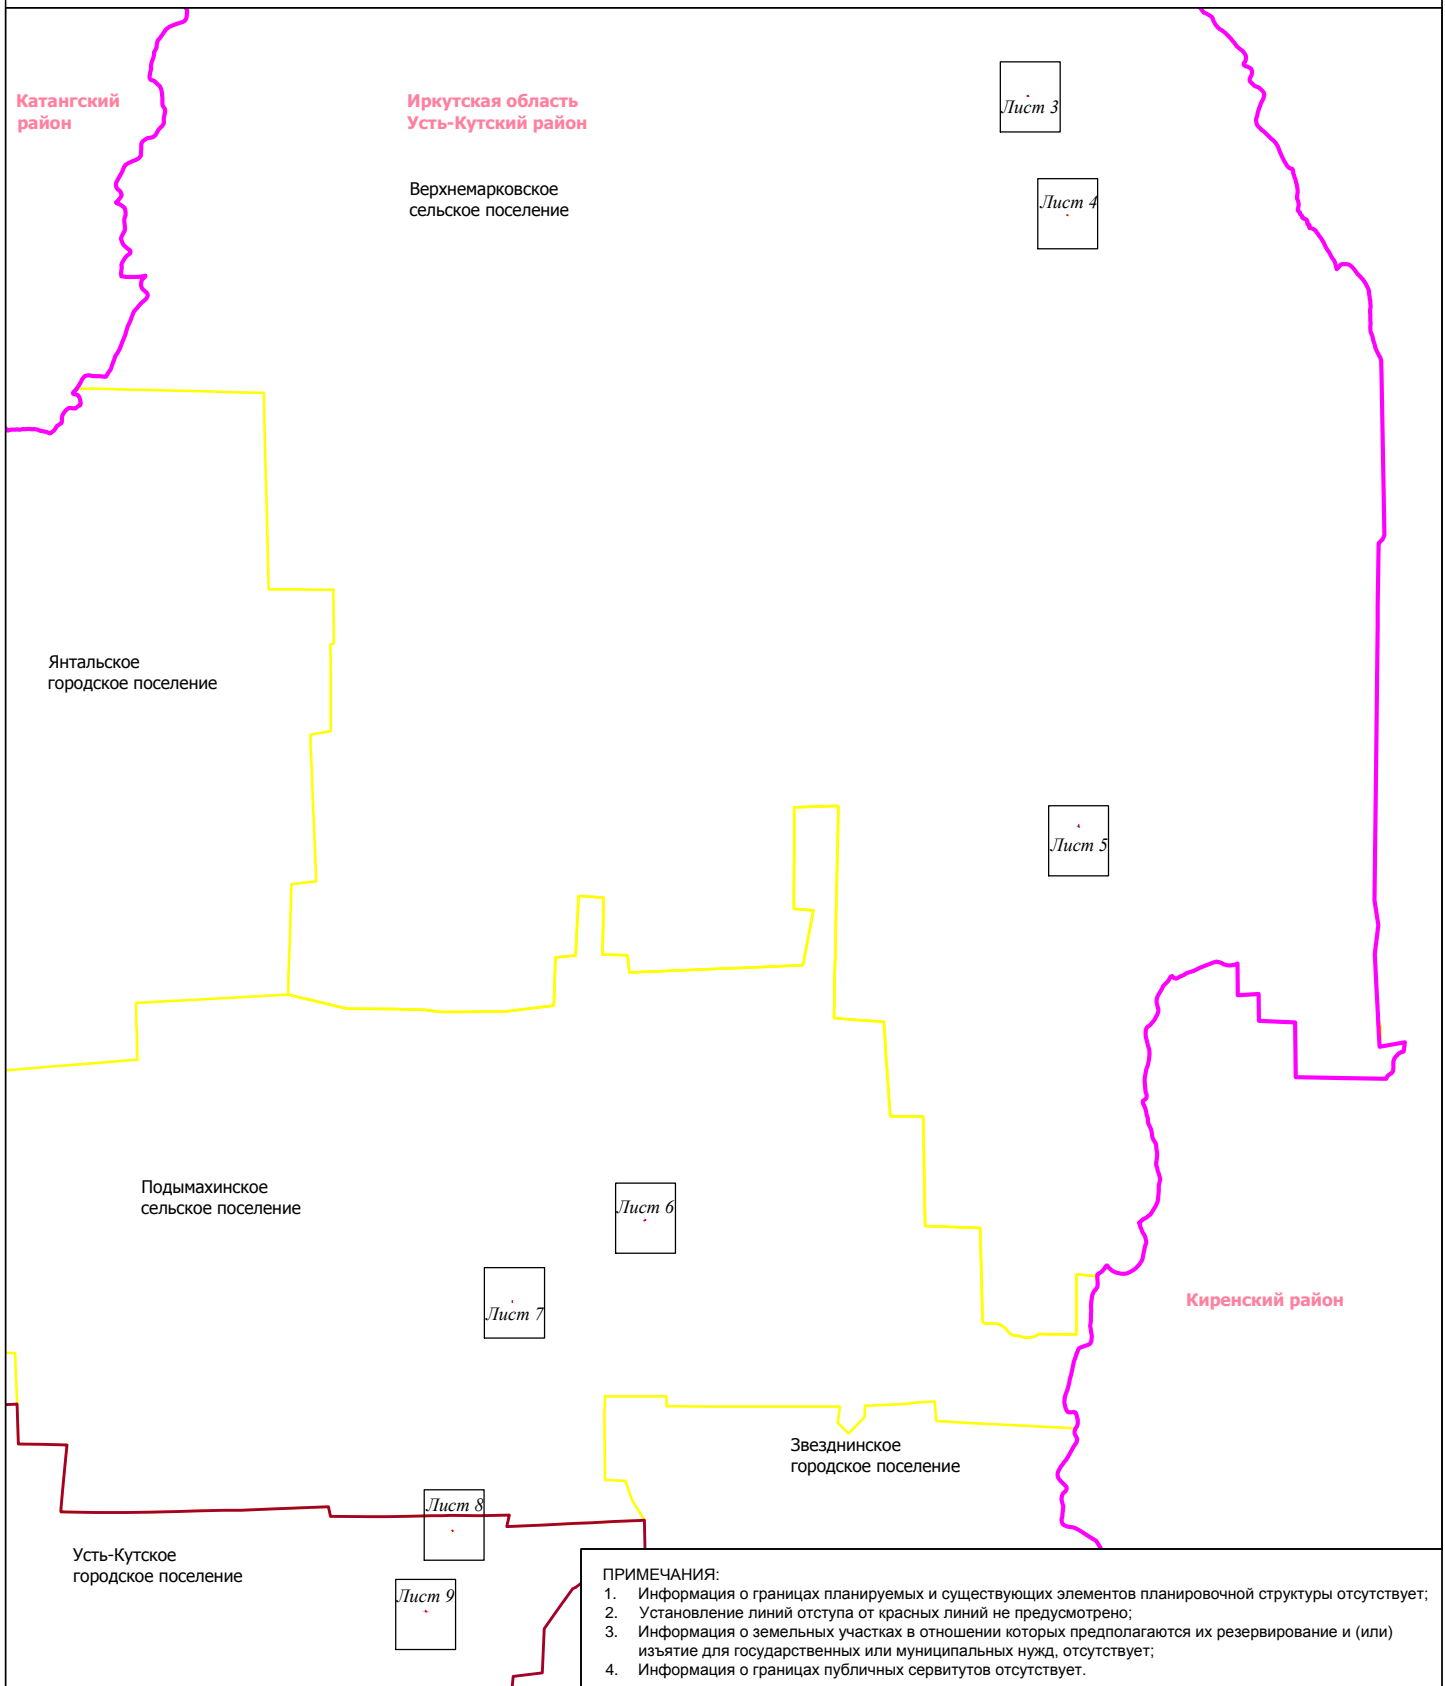 Катангский
район
Иркутская область
Усть-Кутский район
Верхнемарковское
сельское поселение
Лист 3
Лист 4
Янтальское
городское поселение
Лист 5
Подымахинское
сельское поселение
Лист 6
Лист 7
Киренский район
Звезднинское
городское поселение
Лист 8
Усть-Кутское
городское поселение
Лист 9
ПРИМЕЧАНИЯ:
1. Информация о границах планируемых и существующих элементов планировочной структуры отсутствует;
2. Установление линий отступа от красных линий не предусмотрено;
3. Информация о земельных участках в отношении которых предполагаются их резервирование и (или)
изъятие для государственных или муниципальных нужд, отсутствует;
4. Информация о границах публичных сервитутов отсутствует.